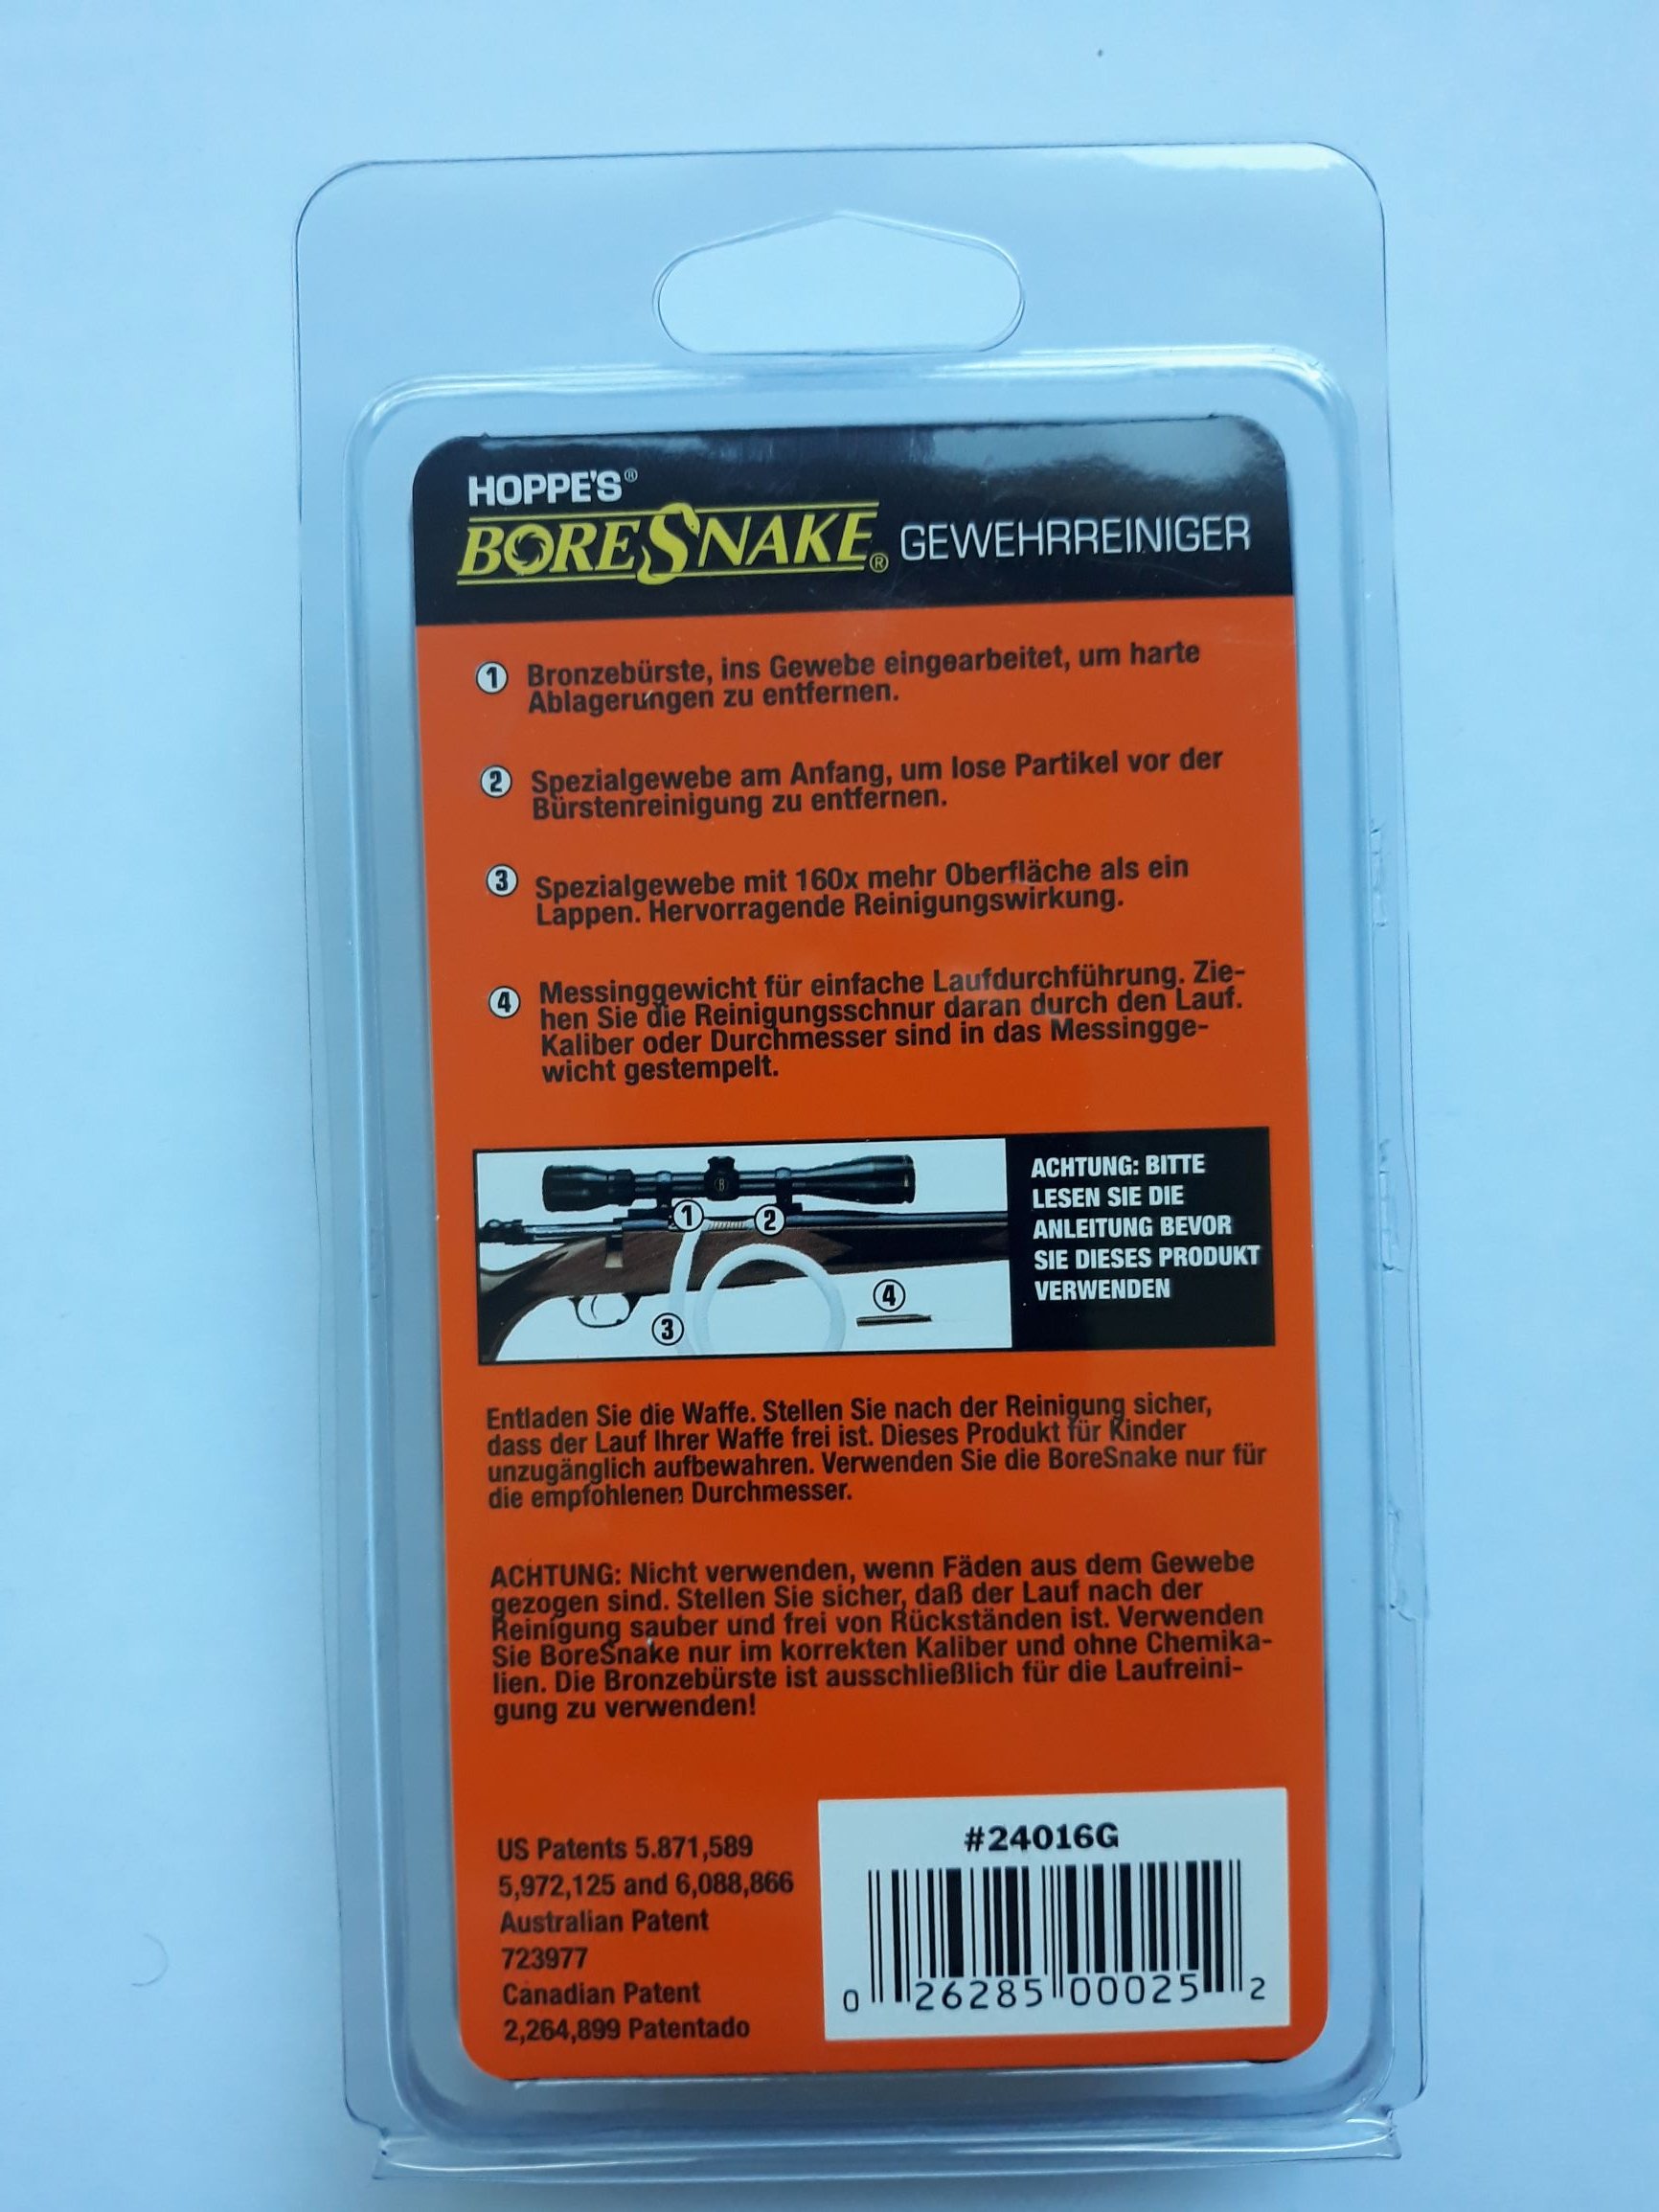 HOPPE'S®
BORESNAKE® GEWEHRREINIGER
1 Bronzebürste, ins Gewebe eingearbeitet, um harte
Ablagerungen zu entfernen.
2 Spezialgewebe am Anfang, um lose Partikel vor der
Bürstenreinigung zu entfernen.
3 Spezialgewebe mit 160x mehr Oberfläche als ein
Lappen. Hervorragende Reinigungswirkung.
4 Messinggewicht für einfache Laufdurchführung. Zie-
hen Sie die Reinigungsschnur daran durch den Lauf.
Kaliber oder Durchmesser sind in das Messingge-
wicht gestempelt.
1
2
3
4
ACHTUNG: BITTE
LESEN SIE DIE
ANLEITUNG BEVOR
SIE DIESES PRODUKT
VERWENDEN
Entladen Sie die Waffe. Stellen Sie nach der Reinigung sicher,
dass der Lauf Ihrer Waffe frei ist. Dieses Produkt für Kinder
unzugänglich aufbewahren. Verwenden Sie die BoreSnake nur für
die empfohlenen Durchmesser.
ACHTUNG: Nicht verwenden, wenn Fäden aus dem Gewebe
gezogen sind. Stellen Sie sicher, daß der Lauf nach der
Reinigung sauber und frei von Rückständen ist. Verwenden
Sie BoreSnake nur im korrekten Kaliber und ohne Chemika-
lien. Die Bronzebürste ist ausschließlich für die Laufreini-
gung zu verwenden!
US Patents 5.871,589
5,972,125 and 6,088,866
Australian Patent
723977
Canadian Patent
2,264,899 Patentado
#24016G
0 26285 00025 2